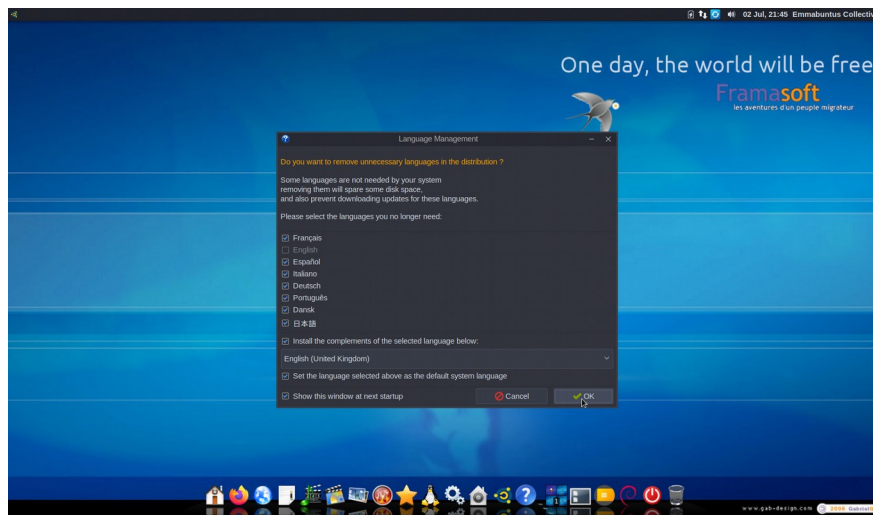 02 Jul, 21:45 Emmabuntus Collectiv
One day, the world will be free
Framasoft
les aventures d'un peuple migrateur
Language Management
Do you want to remove unnecessary languages in the distribution ?
Some languages are not needed by your system
removing them will spare some disk space,
and also prevent downloading updates for these languages.
Please select the languages you no longer need:
Français
English
Español
Italiano
Deutsch
Português
Dansk
日本語
Install the complements of the selected language below:
English (United Kingdom)
Set the language selected above as the default system language
Show this window at next startup
Cancel
OK
1
www.gab-design.com
2006 Gabriel